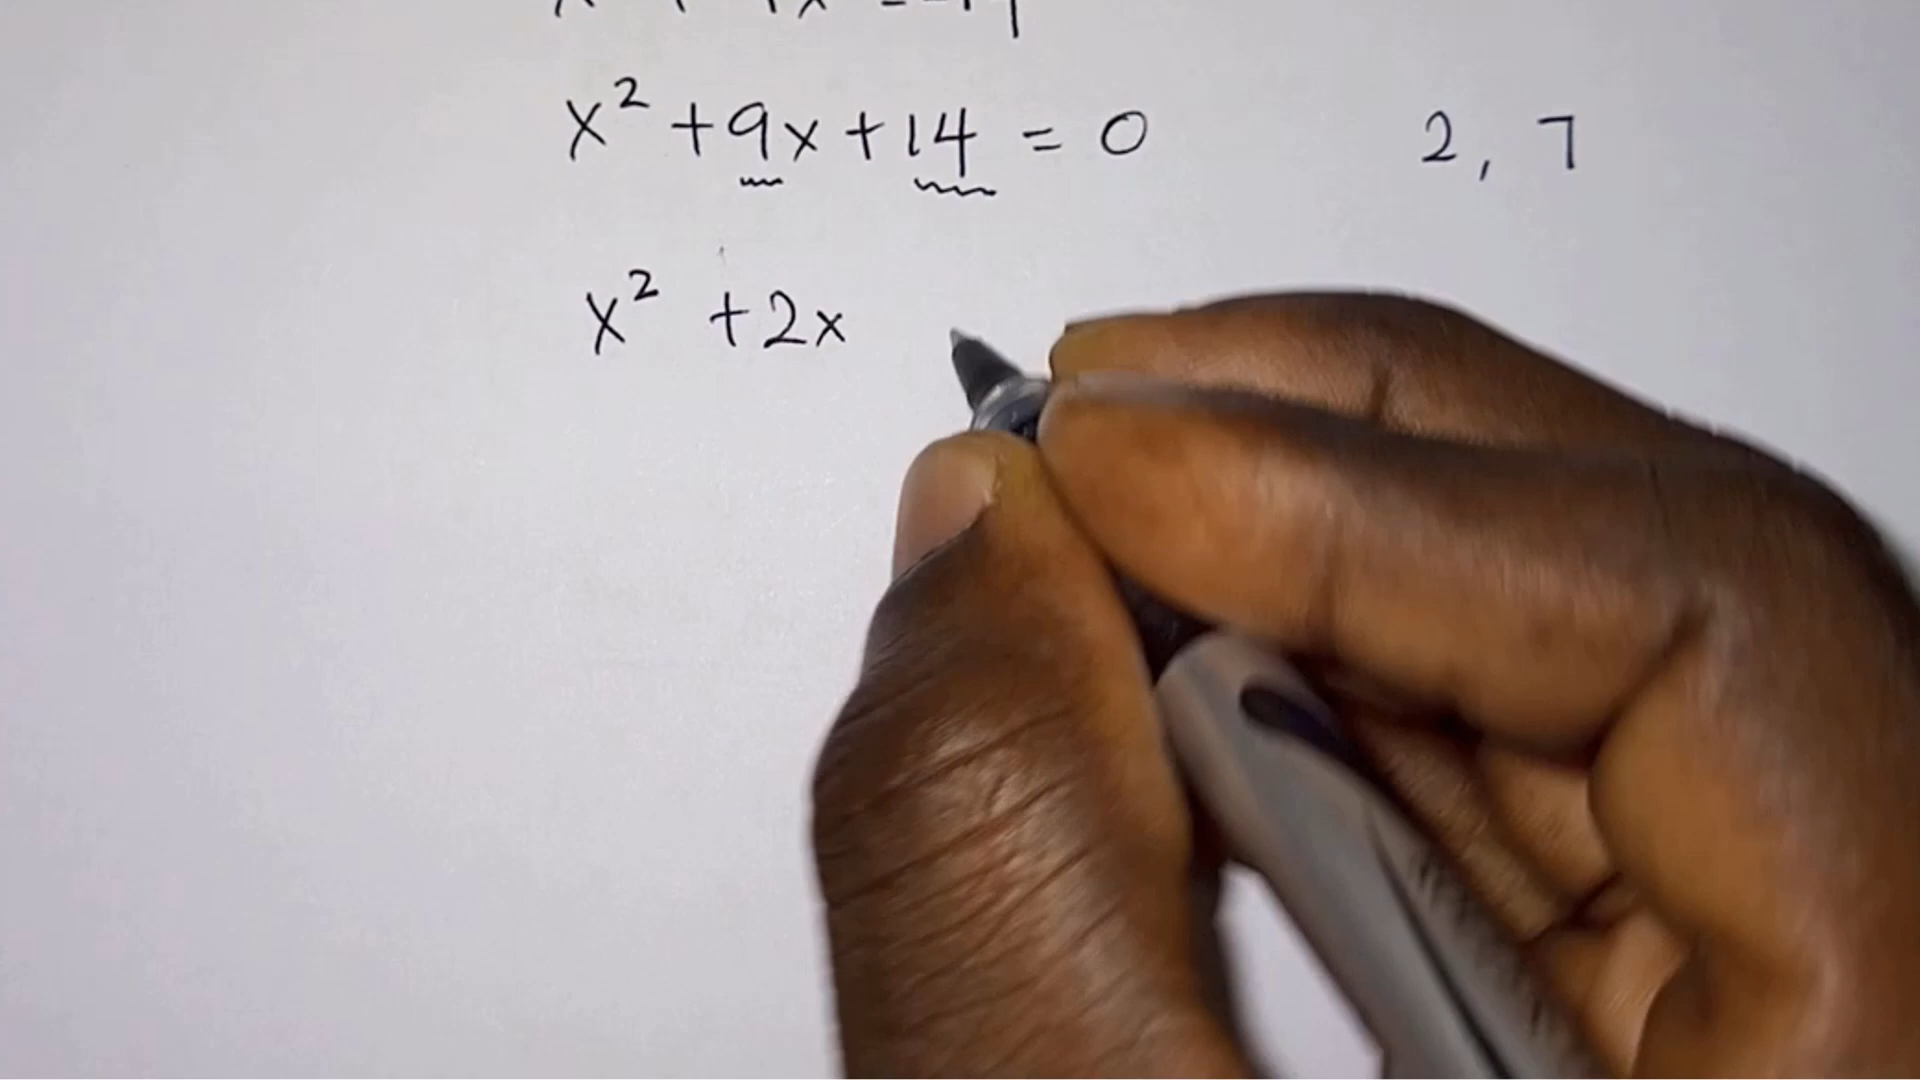 x² + 9x + 14 = 0 2, 7
x² + 2x